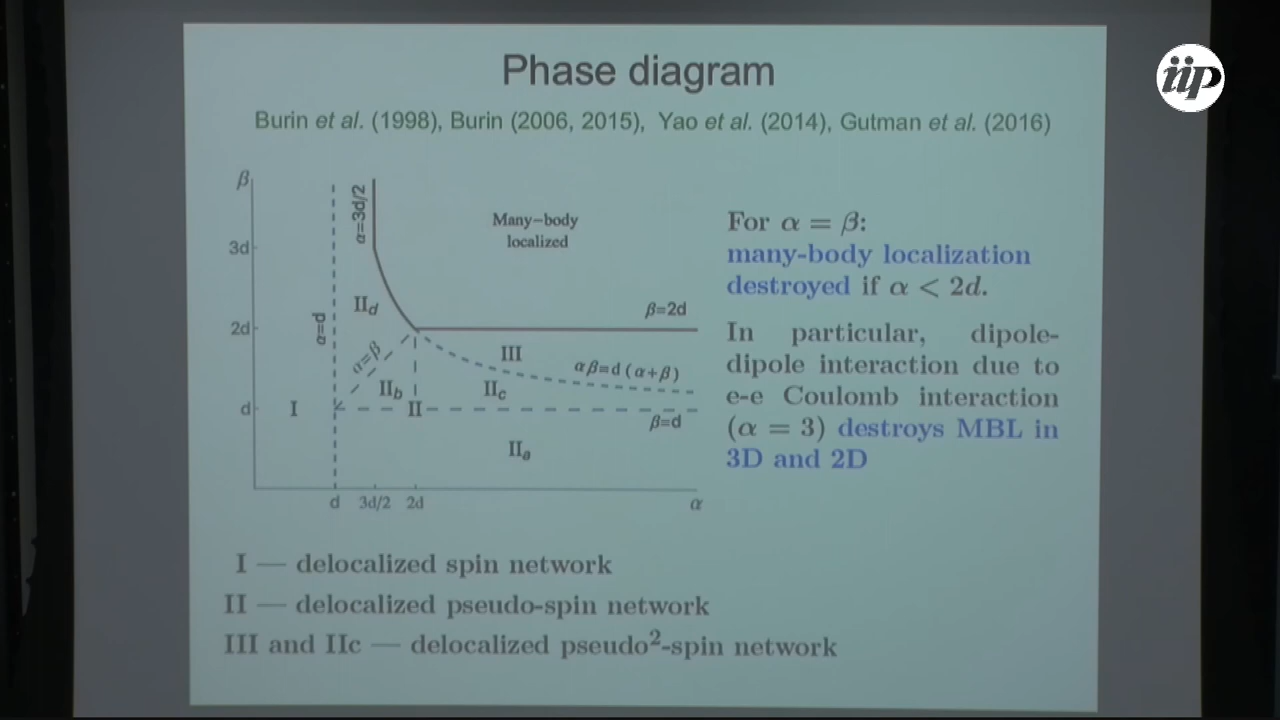 Phase diagram
iip
Burin et al. (1998), Burin (2006, 2015), Yao et al. (2014), Gutman et al. (2016)
β
α=3d/2
Many-body
localized
3d
II_d
α=d
β=2d
2d
α=β
III
αβ=d(α+β)
II_b
II_c
d
I
II
β=d
II_a
d 3d/2 2d α
For α = β:
many-body localization
destroyed if α < 2d.
In particular, dipole-
dipole interaction due to
e-e Coulomb interaction
(α = 3) destroys MBL in
3D and 2D
I — delocalized spin network
II — delocalized pseudo-spin network
III and IIc — delocalized pseudo²-spin network